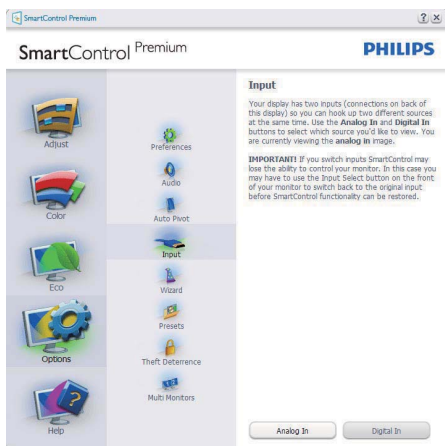 SmartControl Premium
SmartControl Premium
PHILIPS
Adjust
Color
Eco
Options
Help
Preferences
Audio
Auto Pivot
Input
Wizard
Presets
Theft Deterrence
Multi Monitors
Input
Your display has two inputs (connections on back of
this display) so you can hook up two different sources
at the same time. Use the Analog In and Digital In
buttons to select which source you'd like to view. You
are currently viewing the analog in image.
IMPORTANT! If you switch inputs SmartControl may
lose the ability to control your monitor. In this case you
may have to use the Input Select button on the front
of your monitor to switch back to the original input
before SmartControl functionality can be restored.
Analog In
Digital In